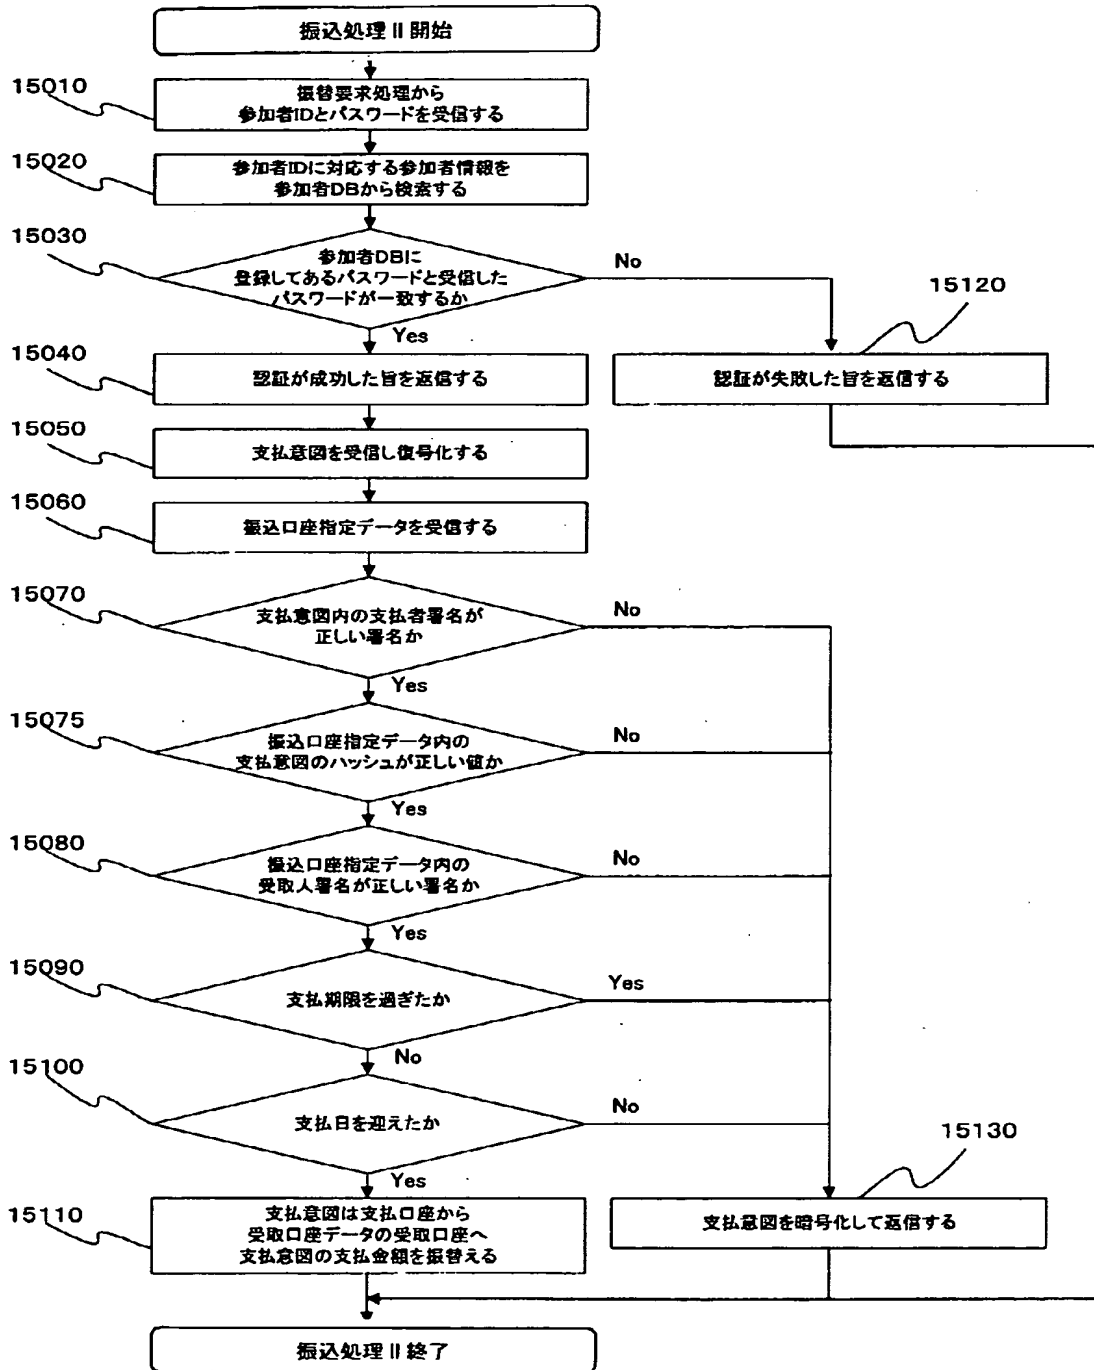 振込処理Ⅱ開始
15010
振替要求処理から
参加者IDとパスワードを受信する
15020
参加者IDに対応する参加者情報を
参加者DBから検索する
15030
参加者DBに
登録してあるパスワードと受信した
パスワードが一致するか
No
Yes
15120
15040
認証が成功した旨を返信する
認証が失敗した旨を返信する
15050
支払意図を受信し復号化する
15060
振込口座指定データを受信する
15070
支払意図内の支払者署名が
正しい署名か
No
Yes
15075
振込口座指定データ内の
支払意図のハッシュが正しい値か
No
Yes
15080
振込口座指定データ内の
受取人署名が正しい署名か
No
Yes
15090
支払期限を過ぎたか
Yes
No
15100
支払日を迎えたか
No
Yes
15130
15110
支払意図は支払口座から
受取口座データの受取口座へ
支払意図の支払金額を振替える
支払意図を暗号化して返信する
振込処理Ⅱ終了